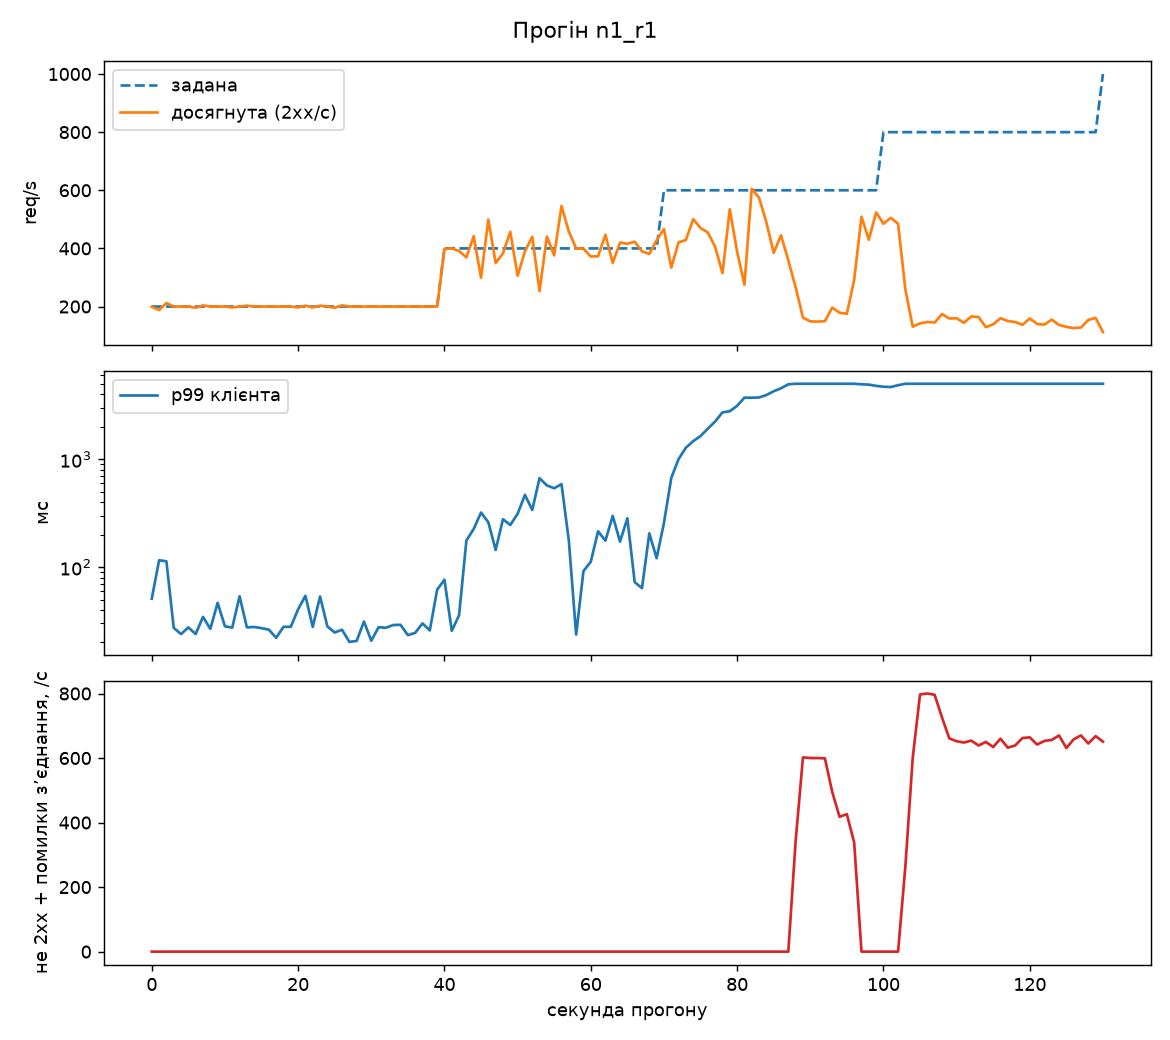 Прогін n1_r1
задана
досягнута (2xx/с)
req/s
1000
800
600
400
200
p99 клієнта
мс
10³
10²
не 2xx + помилки зʼєднання, /с
800
600
400
200
0
0 20 40 60 80 100 120
секунда прогону